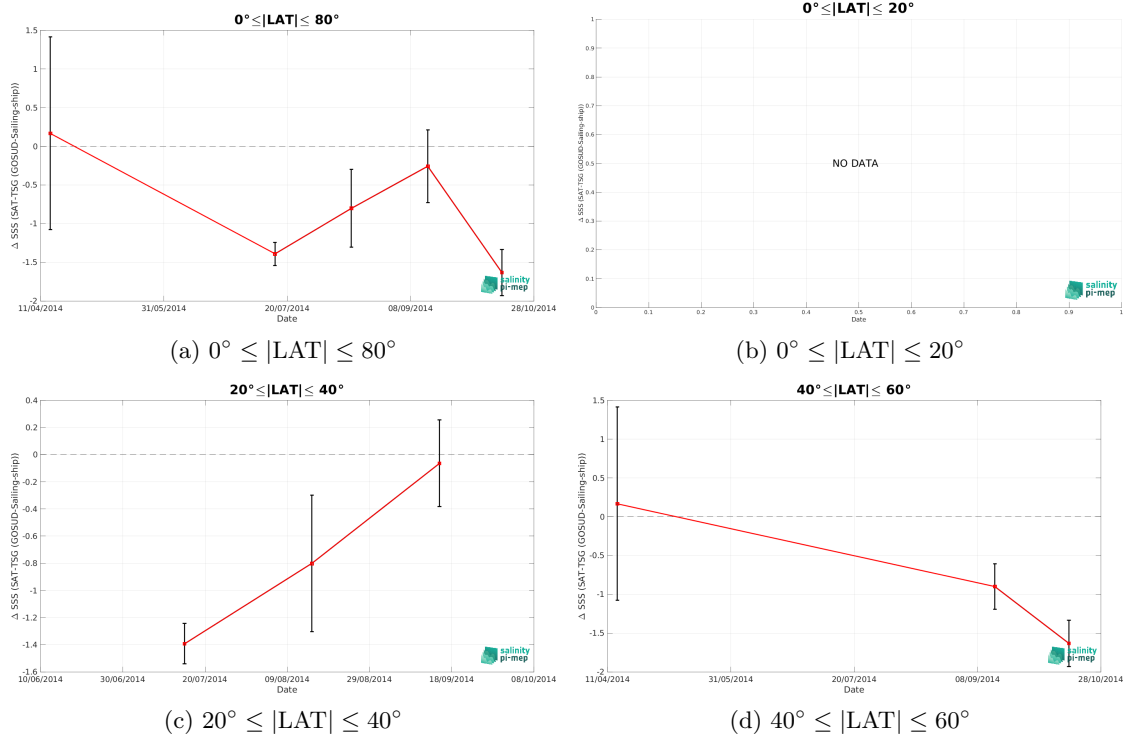 0°≤|LAT|≤ 80°
Δ SSS (SAT-TSG (GOSUD-Sailing-ship))
1.5
1
0.5
0
-0.5
-1
-1.5
-2
11/04/2014 31/05/2014 20/07/2014 08/09/2014 28/10/2014
Date
salinity
pi-mep
(a) 0° ≤ |LAT| ≤ 80°
0°≤|LAT|≤ 20°
Δ SSS (SAT-TSG (GOSUD-Sailing-ship))
1
0.9
0.8
0.7
0.6
0.5
0.4
0.3
0.2
0.1
0
NO DATA
0 0.1 0.2 0.3 0.4 0.5 0.6 0.7 0.8 0.9 1
Date
salinity
pi-mep
(b) 0° ≤ |LAT| ≤ 20°
20°≤|LAT|≤ 40°
Δ SSS (SAT-TSG (GOSUD-Sailing-ship))
0.4
0.2
0
-0.2
-0.4
-0.6
-0.8
-1
-1.2
-1.4
-1.6
10/06/2014 30/06/2014 20/07/2014 09/08/2014 29/08/2014 18/09/2014 08/10/2014
Date
salinity
pi-mep
(c) 20° ≤ |LAT| ≤ 40°
40°≤|LAT|≤ 60°
Δ SSS (SAT-TSG (GOSUD-Sailing-ship))
1.5
1
0.5
0
-0.5
-1
-1.5
-2
11/04/2014 31/05/2014 20/07/2014 08/09/2014 28/10/2014
Date
salinity
pi-mep
(d) 40° ≤ |LAT| ≤ 60°